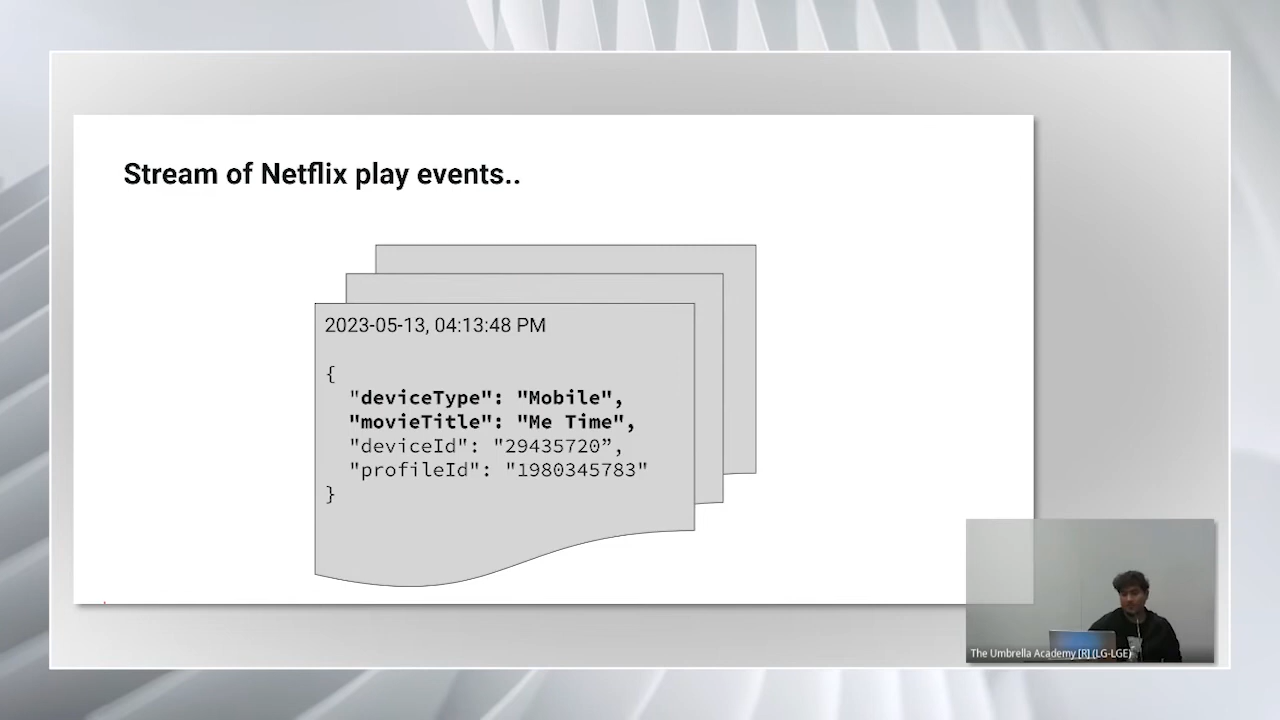 Stream of Netflix play events..
2023-05-13, 04:13:48 PM
{
"deviceType": "Mobile",
"movieTitle": "Me Time",
"deviceId": "29435720”,
"profileId": "1980345783"
}
The Umbrella Academy [R] (LG-LGE)